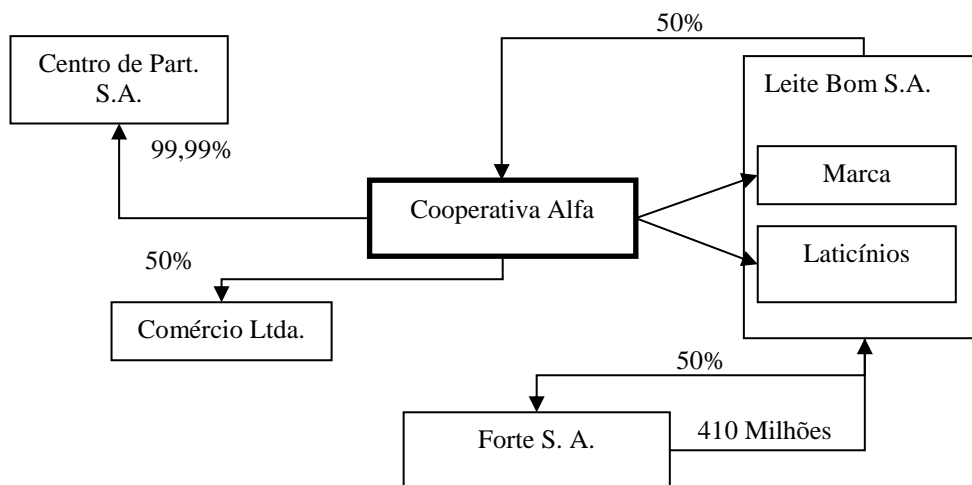 50%
Centro de Part.
S.A.
Leite Bom S.A.
99,99%
Marca
Cooperativa Alfa
Laticínios
50%
Comércio Ltda.
50%
Forte S. A.
410 Milhões